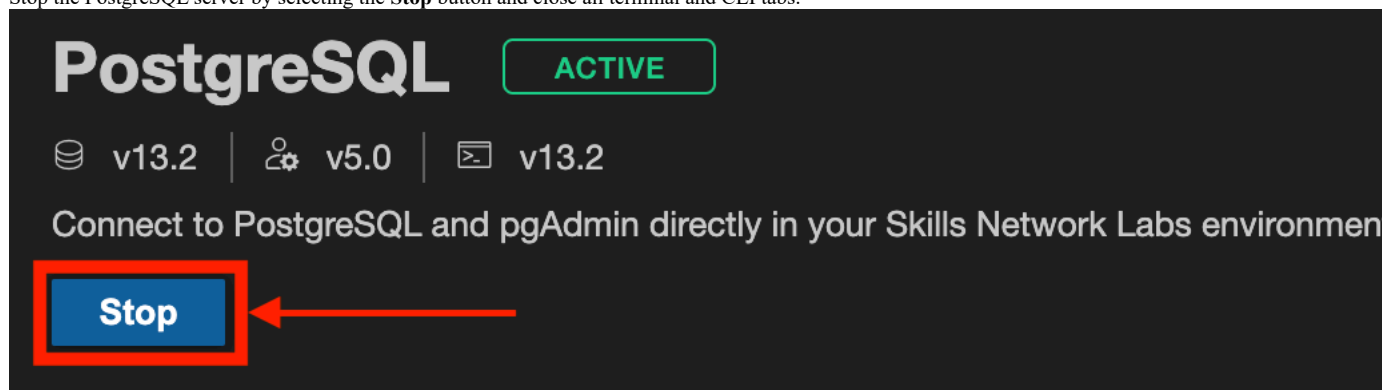 Stop the PostgreSQL server by selecting the Stop button and close all terminal and CLI tabs.
PostgreSQL ACTIVE
v13.2 v5.0 v13.2
Connect to PostgreSQL and pgAdmin directly in your Skills Network Labs environmen
Stop